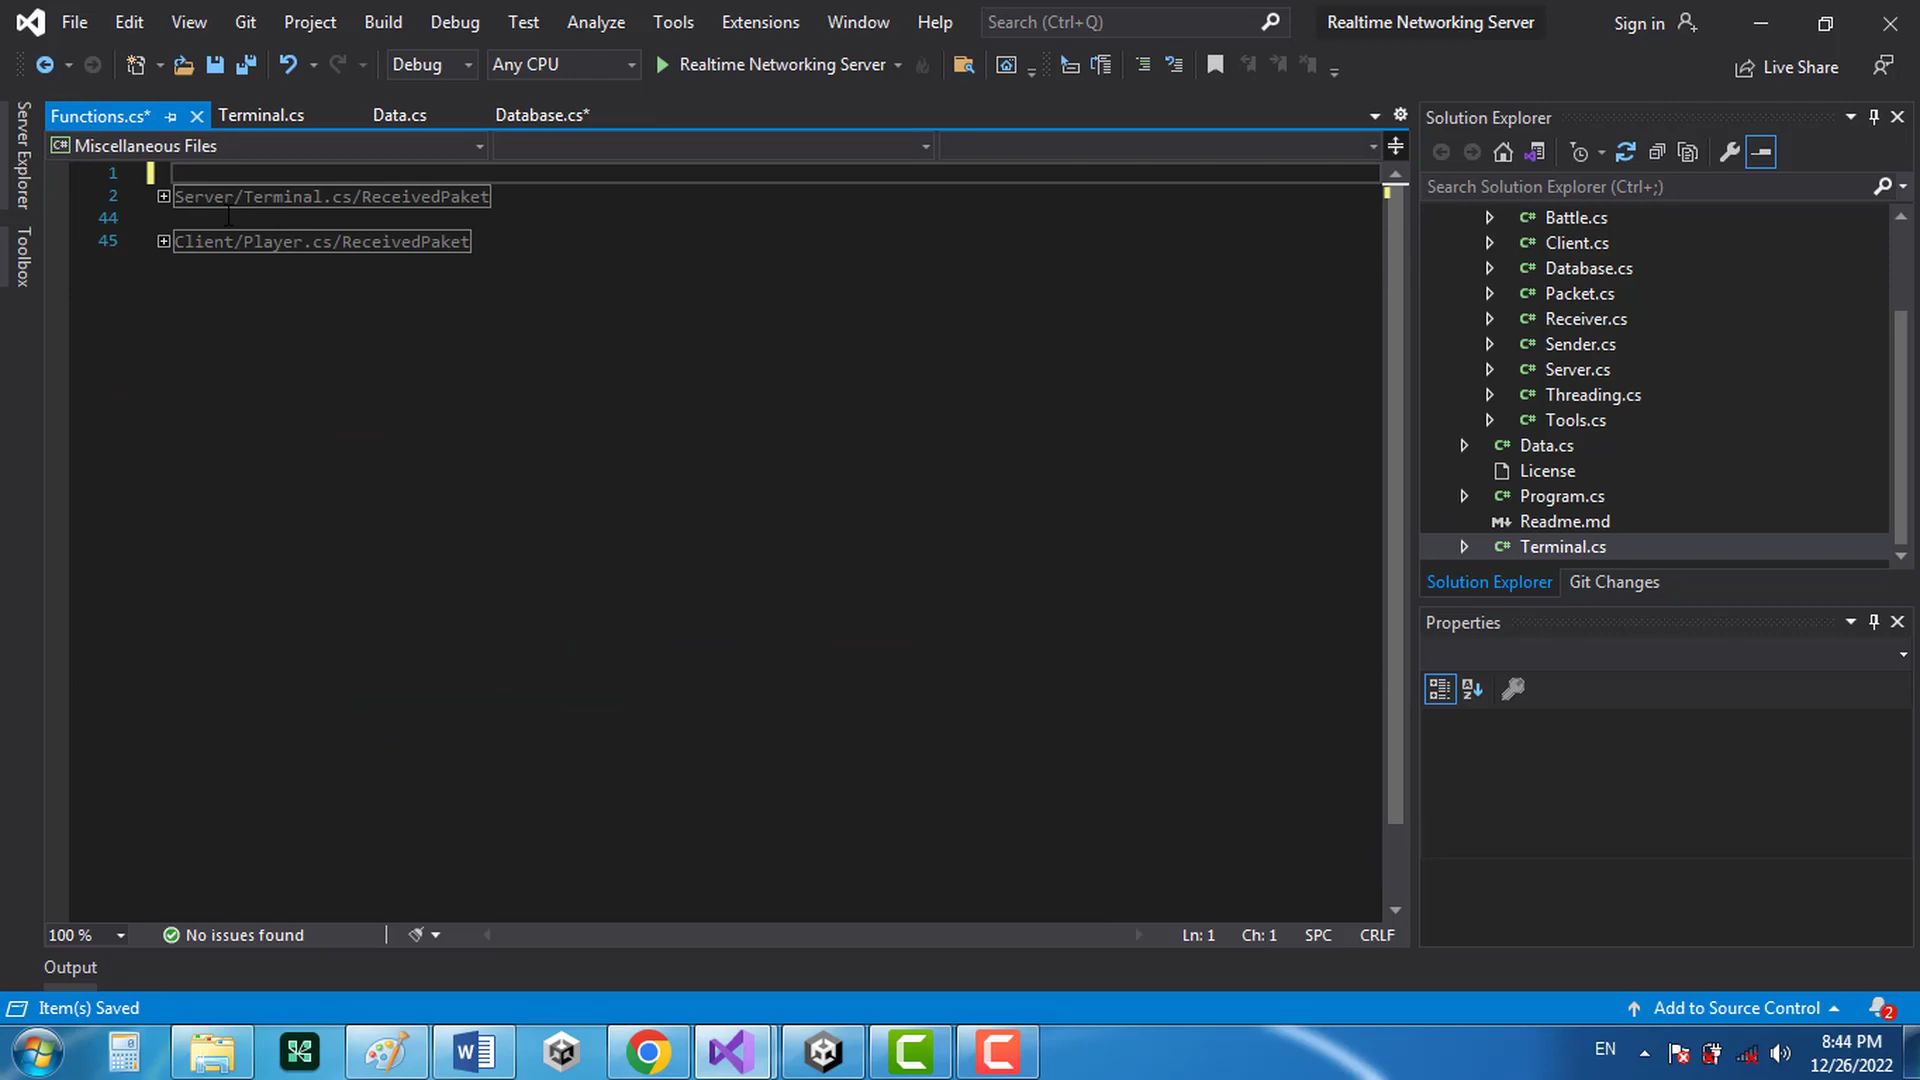 File Edit View Git Project Build Debug Test Analyze Tools Extensions Window Help Search (Ctrl+Q) Realtime Networking Server Sign in
Debug Any CPU Realtime Networking Server Live Share
Server Explorer
Toolbox
Functions.cs* Terminal.cs Data.cs Database.cs*
C# Miscellaneous Files
1
2 Server/Terminal.cs/ReceivedPaket
44
45 Client/Player.cs/ReceivedPaket
100 % No issues found Ln: 1 Ch: 1 SPC CRLF
Output
Solution Explorer
Search Solution Explorer (Ctrl+;)
C# Battle.cs
C# Client.cs
C# Database.cs
C# Packet.cs
C# Receiver.cs
C# Sender.cs
C# Server.cs
C# Threading.cs
C# Tools.cs
C# Data.cs
License
C# Program.cs
M Readme.md
C# Terminal.cs
Solution Explorer Git Changes
Properties
Item(s) Saved Add to Source Control 2
EN 8:44 PM
12/26/2022